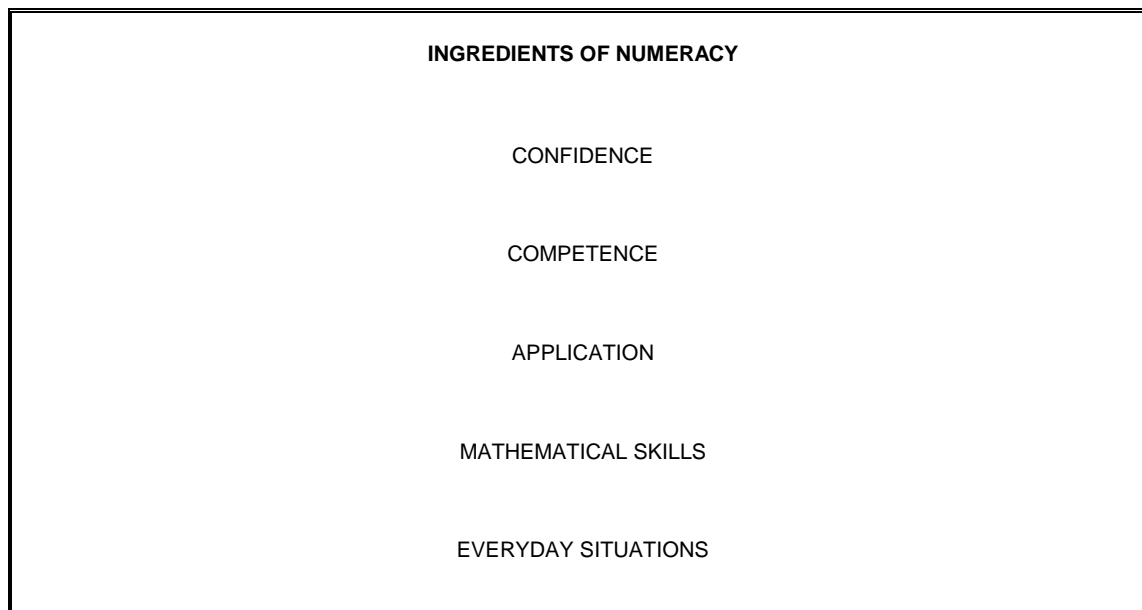 INGREDIENTS OF NUMERACY
CONFIDENCE
COMPETENCE
APPLICATION
MATHEMATICAL SKILLS
EVERYDAY SITUATIONS